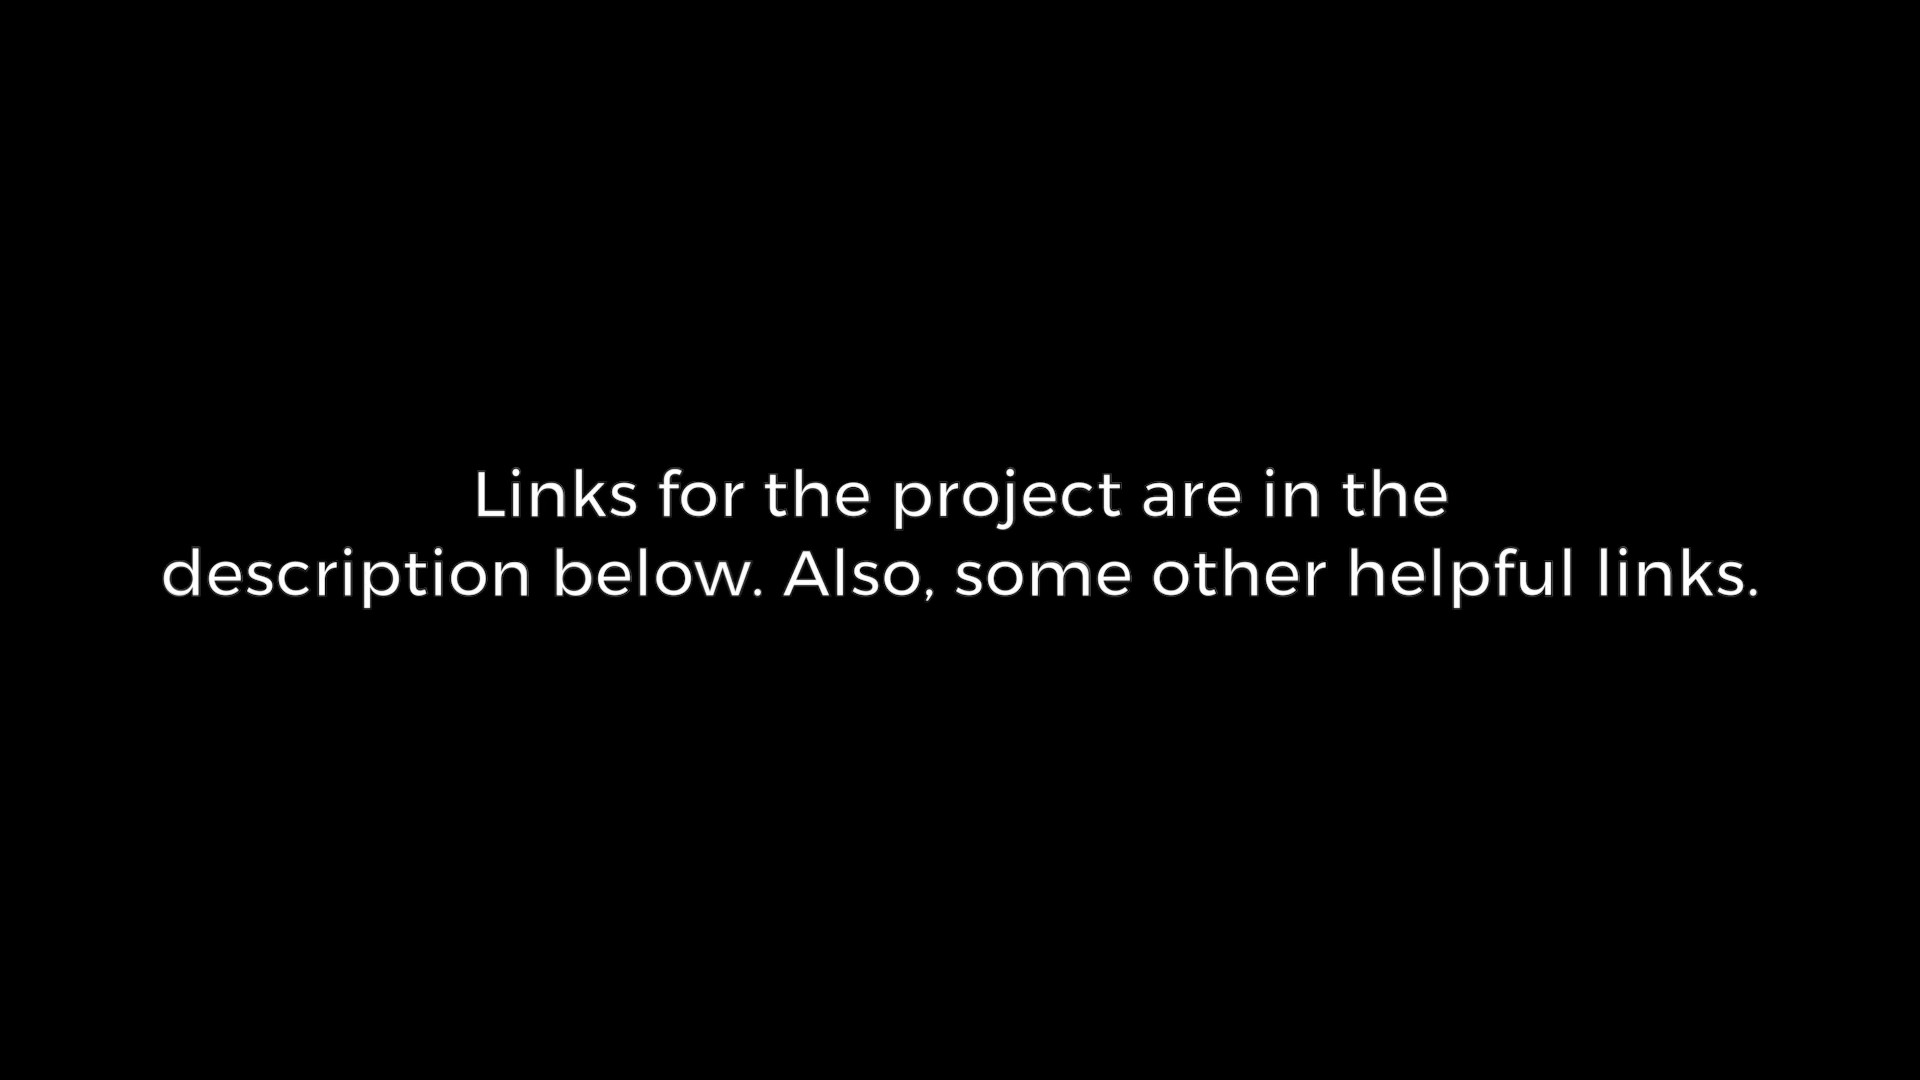 Links for the project are in the
description below. Also, some other helpful links.